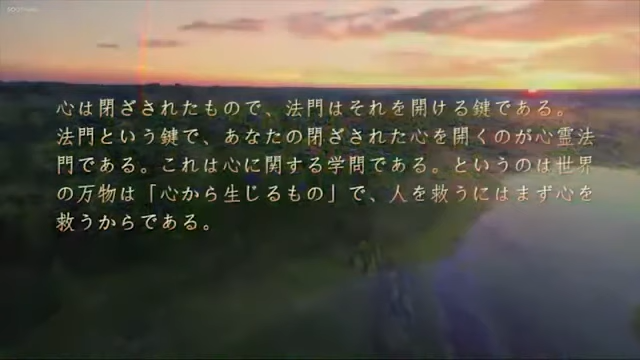 心は閉ざされたもので、法門はそれを開ける鍵である。
法門という鍵で、あなたの閉ざされた心を開くのが心霊法
門である。これは心に関する学問である。というのは世界
の万物は「心から生じるもの」で、人を救うにはまず心を
救うからである。